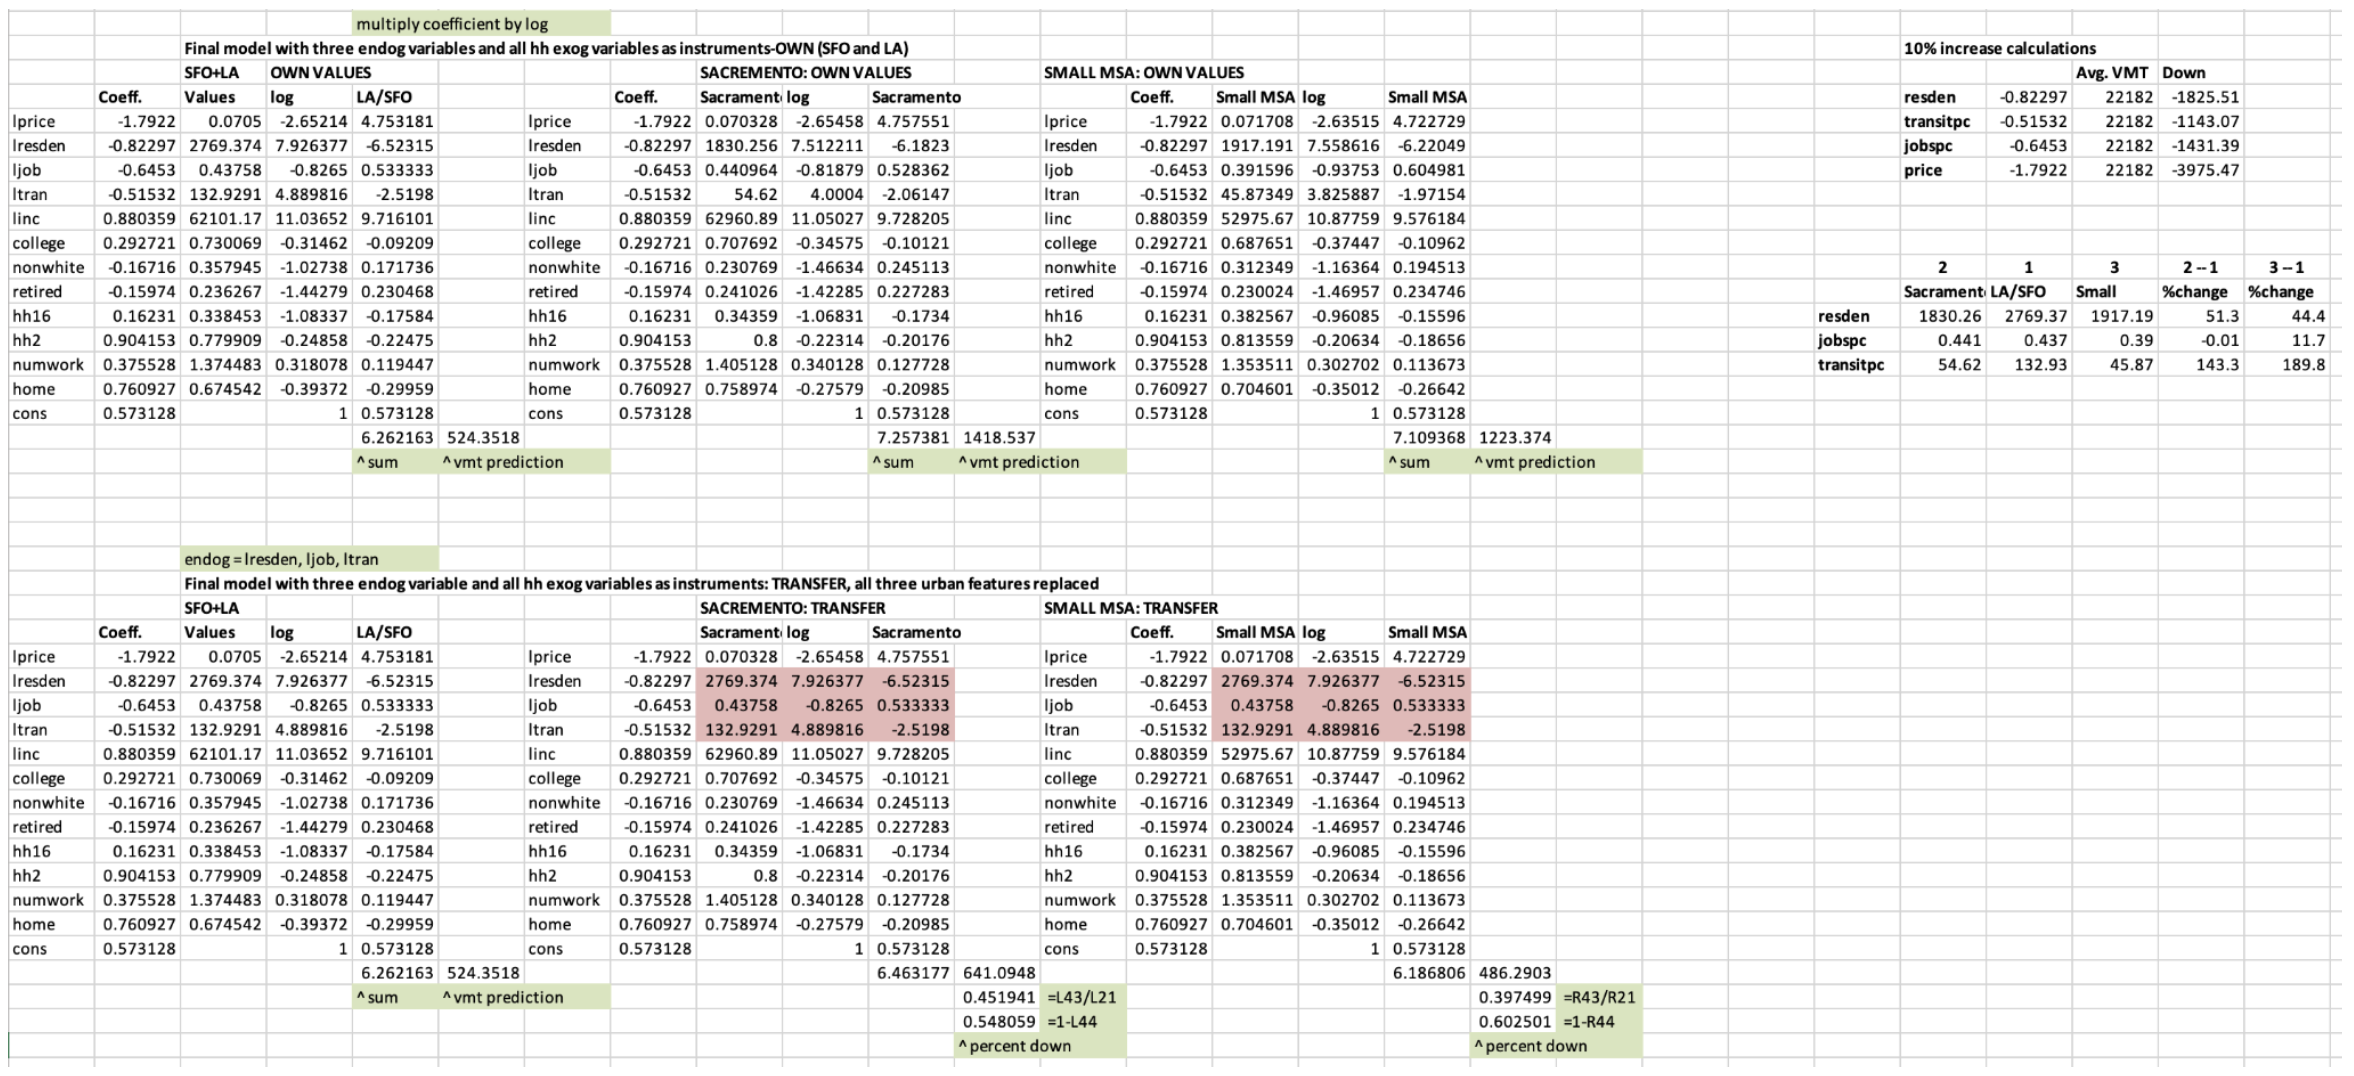 multiply coefficient by log
Final model with three endog variables and all hh exog variables as instruments-OWN (SFO and LA) 10% increase calculations
SFO+LA OWN VALUES SACREMENTO: OWN VALUES SMALL MSA: OWN VALUES Avg. VMT Down
Coeff. Values log LA/SFO Coeff. Sacrament log Sacramento Coeff. Small MSA log Small MSA resden -0.82297 22182 -1825.51
lprice -1.7922 0.0705 -2.65214 4.753181 lprice -1.7922 0.070328 -2.65458 4.757551 lprice -1.7922 0.071708 -2.63515 4.722729 transitpc -0.51532 22182 -1143.07
lresden -0.82297 2769.374 7.926377 -6.52315 lresden -0.82297 1830.256 7.512211 -6.1823 lresden -0.82297 1917.191 7.558616 -6.22049 jobspc -0.6453 22182 -1431.39
ljob -0.6453 0.43758 -0.8265 0.533333 ljob -0.6453 0.440964 -0.81879 0.528362 ljob -0.6453 0.391596 -0.93753 0.604981 price -1.7922 22182 -3975.47
ltran -0.51532 132.9291 4.889816 -2.5198 ltran -0.51532 54.62 4.0004 -2.06147 ltran -0.51532 45.87349 3.825887 -1.97154
linc 0.880359 62101.17 11.03652 9.716101 linc 0.880359 62960.89 11.05027 9.728205 linc 0.880359 52975.67 10.87759 9.576184
college 0.292721 0.730069 -0.31462 -0.09209 college 0.292721 0.707692 -0.34575 -0.10121 college 0.292721 0.687651 -0.37447 -0.10962
nonwhite -0.16716 0.357945 -1.02738 0.171736 nonwhite -0.16716 0.230769 -1.46634 0.245113 nonwhite -0.16716 0.312349 -1.16364 0.194513 2 1 3 2 -- 1 3 -- 1
retired -0.15974 0.236267 -1.44279 0.230468 retired -0.15974 0.241026 -1.42285 0.227283 retired -0.15974 0.230024 -1.46957 0.234746 Sacrament LA/SFO Small %change %change
hh16 0.16231 0.338453 -1.08337 -0.17584 hh16 0.16231 0.34359 -1.06831 -0.1734 hh16 0.16231 0.382567 -0.96085 -0.15596 resden 1830.26 2769.37 1917.19 51.3 44.4
hh2 0.904153 0.779909 -0.24858 -0.22475 hh2 0.904153 0.8 -0.22314 -0.20176 hh2 0.904153 0.813559 -0.20634 -0.18656 jobspc 0.441 0.437 0.39 -0.01 11.7
numwork 0.375528 1.374483 0.318078 0.119447 numwork 0.375528 1.405128 0.340128 0.127728 numwork 0.375528 1.353511 0.302702 0.113673 transitpc 54.62 132.93 45.87 143.3 189.8
home 0.760927 0.674542 -0.39372 -0.29959 home 0.760927 0.758974 -0.27579 -0.20985 home 0.760927 0.704601 -0.35012 -0.26642
cons 0.573128 1 0.573128 cons 0.573128 1 0.573128 cons 0.573128 1 0.573128
6.262163 524.3518 7.257381 1418.537 7.109368 1223.374
^ sum ^ vmt prediction ^ sum ^ vmt prediction ^ sum ^ vmt prediction
endog = lresden, ljob, ltran
Final model with three endog variable and all hh exog variables as instruments: TRANSFER, all three urban features replaced
SFO+LA SACREMENTO: TRANSFER SMALL MSA: TRANSFER
Coeff. Values log LA/SFO Sacrament log Sacramento Coeff. Small MSA log Small MSA
lprice -1.7922 0.0705 -2.65214 4.753181 lprice -1.7922 0.070328 -2.65458 4.757551 lprice -1.7922 0.071708 -2.63515 4.722729
lresden -0.82297 2769.374 7.926377 -6.52315 lresden -0.82297 2769.374 7.926377 -6.52315 lresden -0.82297 2769.374 7.926377 -6.52315
ljob -0.6453 0.43758 -0.8265 0.533333 ljob -0.6453 0.43758 -0.8265 0.533333 ljob -0.6453 0.43758 -0.8265 0.533333
ltran -0.51532 132.9291 4.889816 -2.5198 ltran -0.51532 132.9291 4.889816 -2.5198 ltran -0.51532 132.9291 4.889816 -2.5198
linc 0.880359 62101.17 11.03652 9.716101 linc 0.880359 62960.89 11.05027 9.728205 linc 0.880359 52975.67 10.87759 9.576184
college 0.292721 0.730069 -0.31462 -0.09209 college 0.292721 0.707692 -0.34575 -0.10121 college 0.292721 0.687651 -0.37447 -0.10962
nonwhite -0.16716 0.357945 -1.02738 0.171736 nonwhite -0.16716 0.230769 -1.46634 0.245113 nonwhite -0.16716 0.312349 -1.16364 0.194513
retired -0.15974 0.236267 -1.44279 0.230468 retired -0.15974 0.241026 -1.42285 0.227283 retired -0.15974 0.230024 -1.46957 0.234746
hh16 0.16231 0.338453 -1.08337 -0.17584 hh16 0.16231 0.34359 -1.06831 -0.1734 hh16 0.16231 0.382567 -0.96085 -0.15596
hh2 0.904153 0.779909 -0.24858 -0.22475 hh2 0.904153 0.8 -0.22314 -0.20176 hh2 0.904153 0.813559 -0.20634 -0.18656
numwork 0.375528 1.374483 0.318078 0.119447 numwork 0.375528 1.405128 0.340128 0.127728 numwork 0.375528 1.353511 0.302702 0.113673
home 0.760927 0.674542 -0.39372 -0.29959 home 0.760927 0.758974 -0.27579 -0.20985 home 0.760927 0.704601 -0.35012 -0.26642
cons 0.573128 1 0.573128 cons 0.573128 1 0.573128 cons 0.573128 1 0.573128
6.262163 524.3518 6.463177 641.0948 6.186806 486.2903
^ sum ^ vmt prediction 0.451941 =L43/L21 0.397499 =R43/R21
0.548059 =1-L44 0.602501 =1-R44
^ percent down ^ percent down